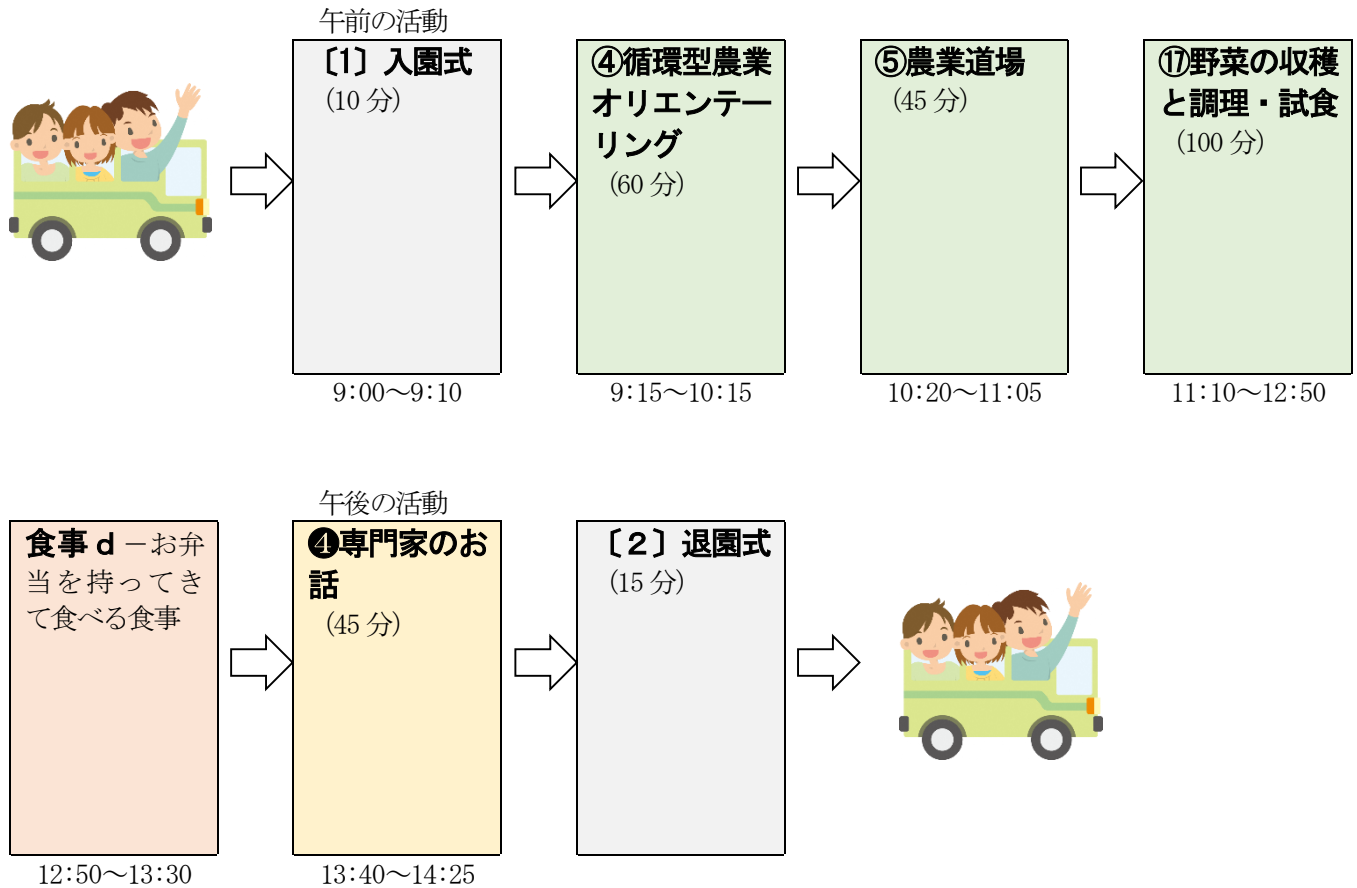 午前の活動
〔1〕入園式
(10 分)
9:00～9:10
④循環型農業
オリエンテー
リング
(60 分)
9:15～10:15
⑤農業道場
(45 分)
10:20～11:05
⑰野菜の収穫
と調理・試食
(100 分)
11:10～12:50
食事ｄ－お弁
当を持ってき
て食べる食事
12:50～13:30
午後の活動
❹専門家のお
話
(45 分)
13:40～14:25
〔２〕退園式
(15 分)